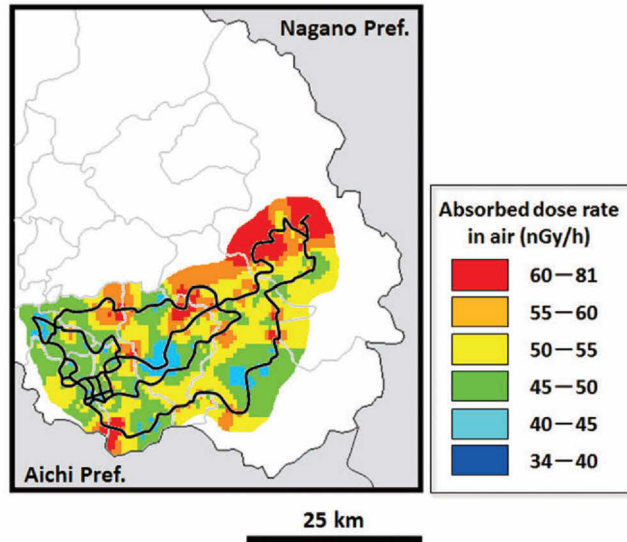 Nagano Pref.
Aichi Pref.
25 km
Absorbed dose rate
in air (nGy/h)
60－81
55－60
50－55
45－50
40－45
34－40